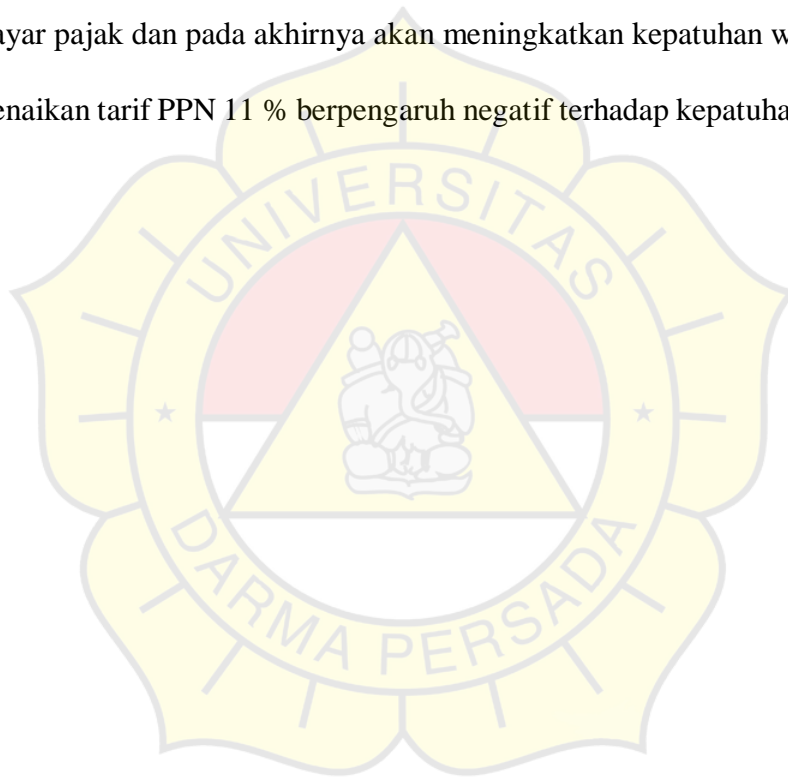 ayar pajak dan pada akhirnya akan meningkatkan kepatuhan w
enaikan tarif PPN 11 % berpengaruh negatif terhadap kepatuha
UNIVERSITAS
DARMA PERSADA